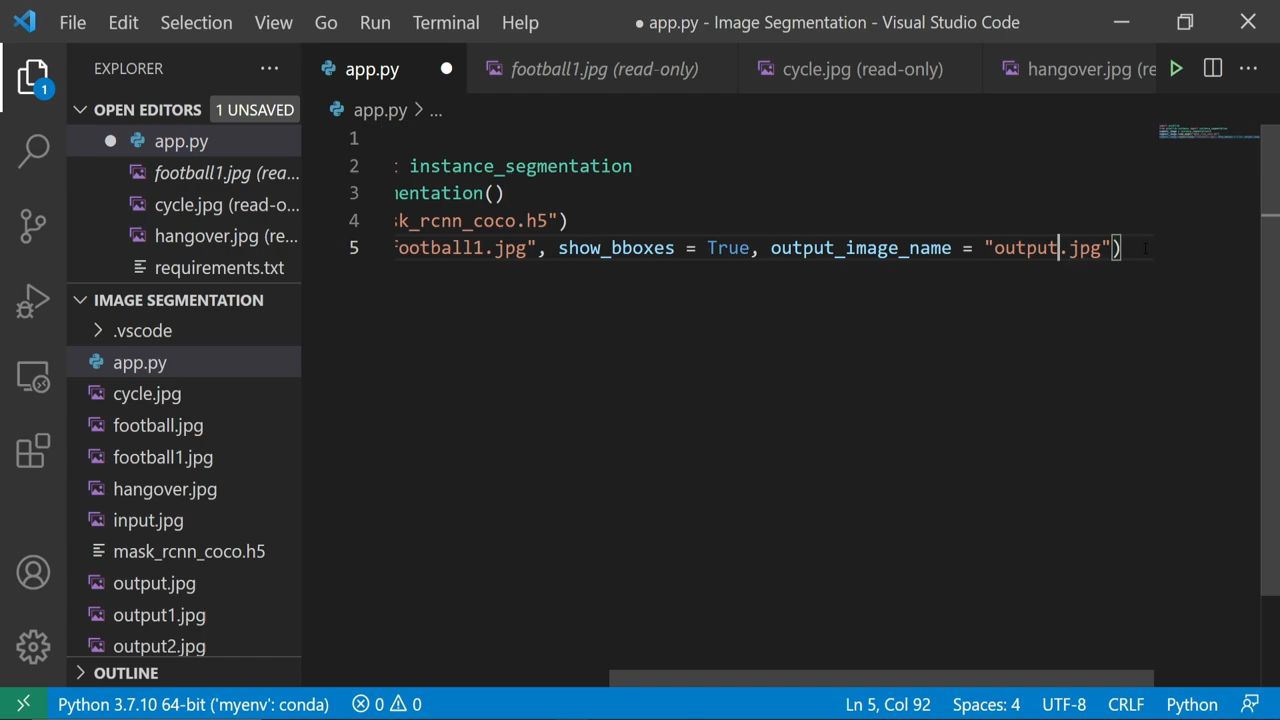 File Edit Selection View Go Run Terminal Help ● app.py - Image Segmentation - Visual Studio Code
EXPLORER ···
app.py
football1.jpg (read-only)
cycle.jpg (read-only)
hangover.jpg (re
OPEN EDITORS 1 UNSAVED
app.py
football1.jpg (rea...
cycle.jpg (read-o...
hangover.jpg (re...
requirements.txt
IMAGE SEGMENTATION
.vscode
app.py
cycle.jpg
football.jpg
football1.jpg
hangover.jpg
input.jpg
mask_rcnn_coco.h5
output.jpg
output1.jpg
output2.jpg
OUTLINE
1
app.py > ...
1
2 : instance_segmentation
3 mentation()
4 sk_rcnn_coco.h5")
5 football1.jpg", show_bboxes = True, output_image_name = "output.jpg")
Python 3.7.10 64-bit ('myenv': conda) 0 0 Ln 5, Col 92 Spaces: 4 UTF-8 CRLF Python